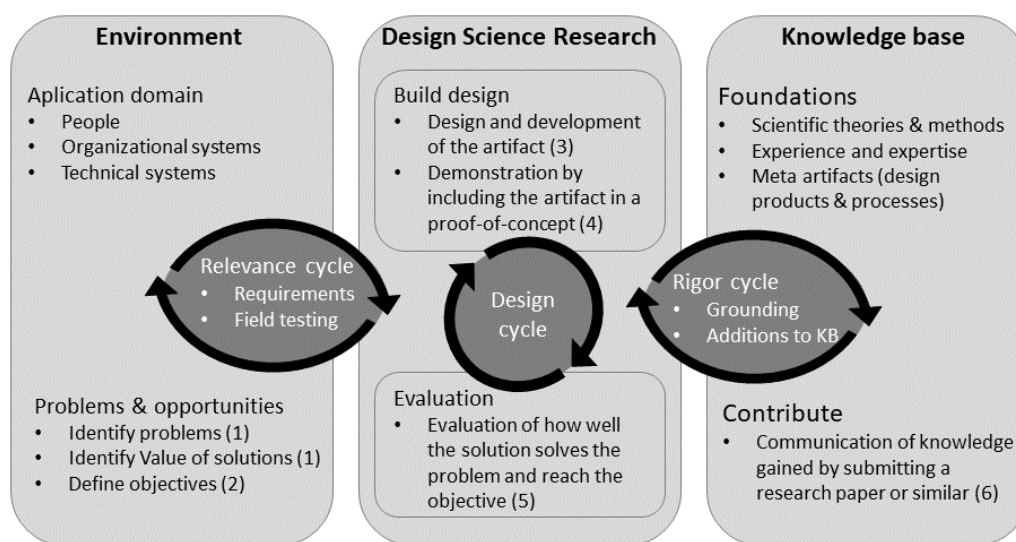 Environment
Aplication domain
• People
• Organizational systems
• Technical systems
Relevance cycle
• Requirements
• Field testing
Problems & opportunities
• Identify problems (1)
• Identify Value of solutions (1)
• Define objectives (2)
Design Science Research
Build design
• Design and development
of the artifact (3)
• Demonstration by
including the artifact in a
proof-of-concept (4)
Design
cycle
Evaluation
• Evaluation of how well
the solution solves the
problem and reach the
objective (5)
Knowledge base
Foundations
• Scientific theories & methods
• Experience and expertise
• Meta artifacts (design
products & processes)
Rigor cycle
• Grounding
• Additions to KB
Contribute
• Communication of knowledge
gained by submitting a
research paper or similar (6)